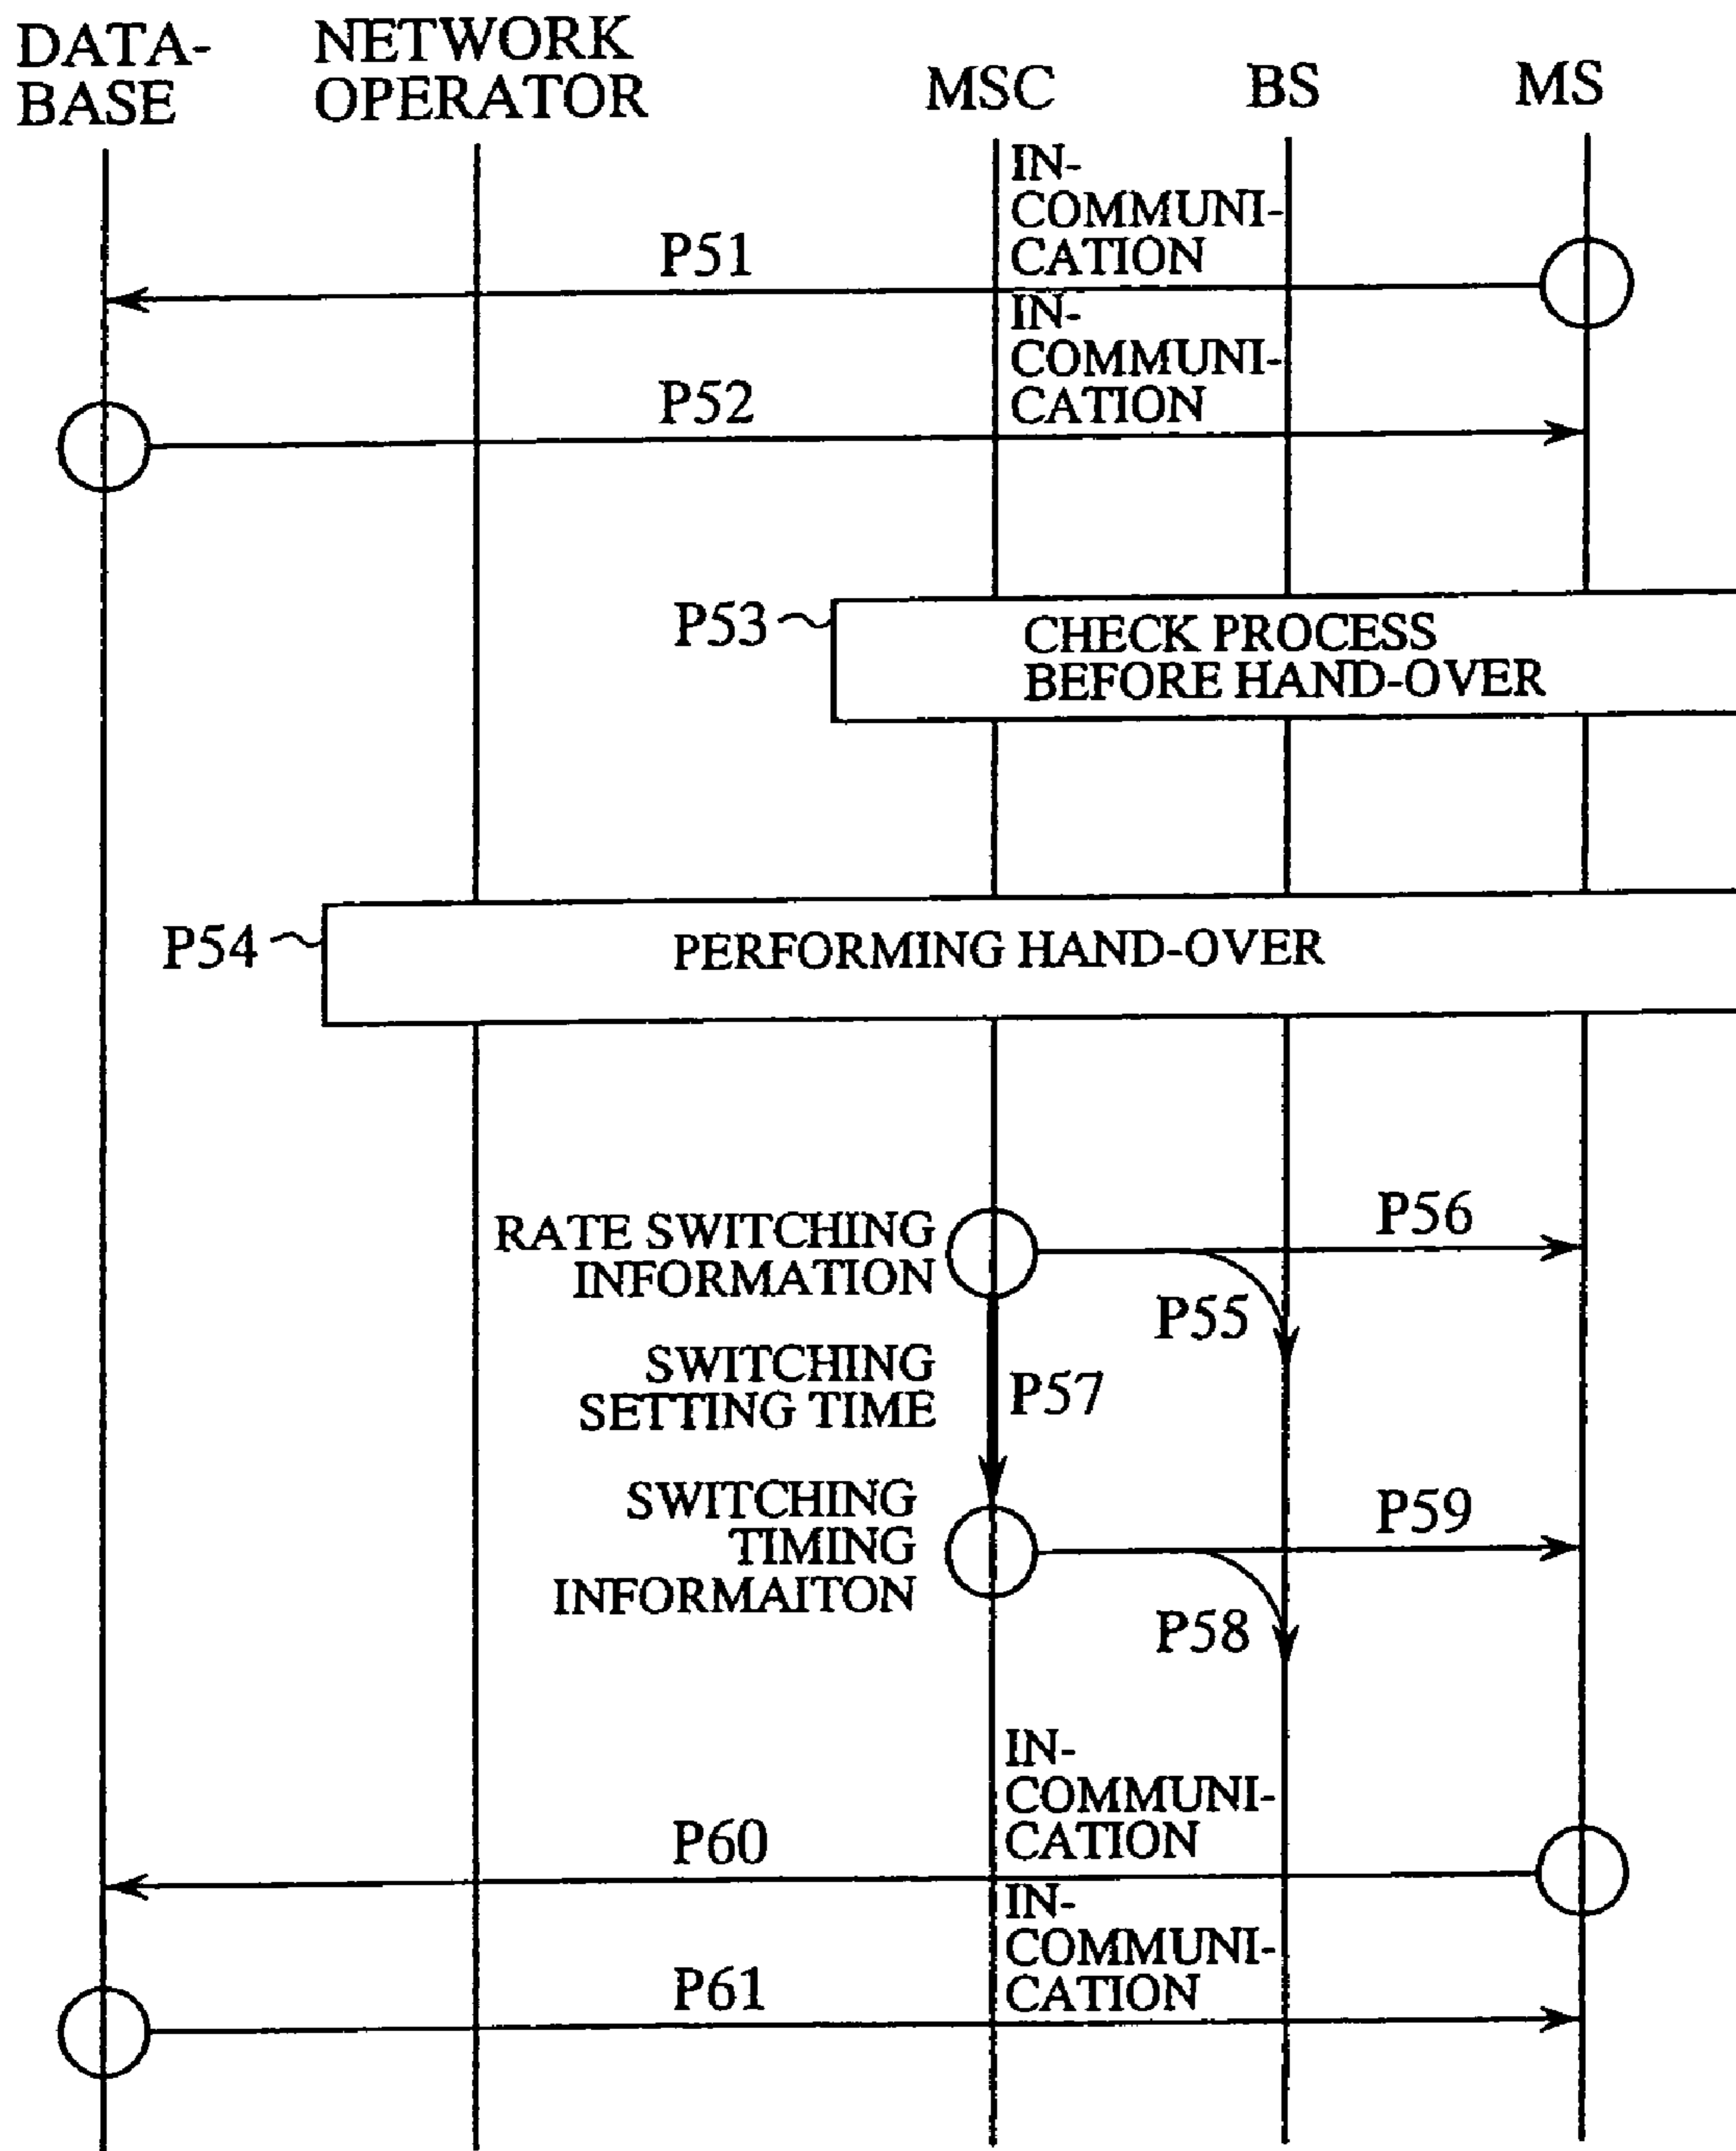 DATA-
BASE
NETWORK
OPERATOR
MSC
BS
MS
IN-
COMMUNI-
CATION
P51
IN-
COMMUNI-
CATION
P52
P53
CHECK PROCESS
BEFORE HAND-OVER
P54
PERFORMING HAND-OVER
RATE SWITCHING
INFORMATION
P56
P55
SWITCHING
SETTING TIME
P57
SWITCHING
TIMING
INFORMAITON
P59
P58
IN-
COMMUNI-
CATION
P60
IN-
COMMUNI-
CATION
P61